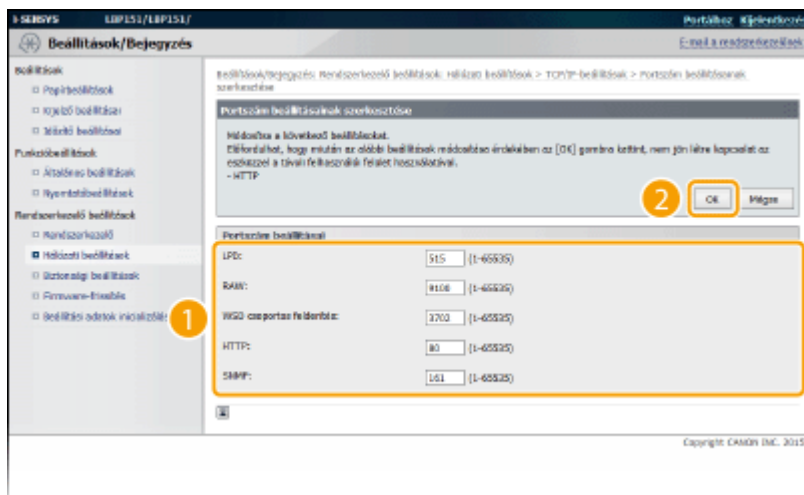 i-SENSYS LBP151/LBP151/ Portálhoz Kijelentkezés
Beállítások/Bejegyzés E-mail a rendszerkezelőnek
Beállítások
Papírbeállítások
Kijelző beállításai
Időzítő beállításai
Funkcióbeállítások
Általános beállítások
Nyomtatóbeállítások
Rendszerkezelő beállítások
Rendszerkezelő
Hálózati beállítások
Biztonsági beállítások
Firmware-frissítés
Beállítási adatok inicializálása
Beállítások/Bejegyzés: Rendszerkezelő beállítások: Hálózati beállítások > TCP/IP-beállítások > Portszám beállításainak
szerkesztése
Portszám beállításainak szerkesztése
Módosítsa a következő beállításokat.
Előfordulhat, hogy miután az alábbi beállítások módosítása érdekében az [OK] gombra kattint, nem jön létre kapcsolat az
eszközzel a távoli felhasználói felület használatával.
- HTTP
2
OK Mégse
Portszám beállításai
1
LPD: 515 (1-65535)
RAW: 9100 (1-65535)
WSD csoportos felderítés: 3702 (1-65535)
HTTP: 80 (1-65535)
SNMP: 161 (1-65535)
Copyright CANON INC. 2015